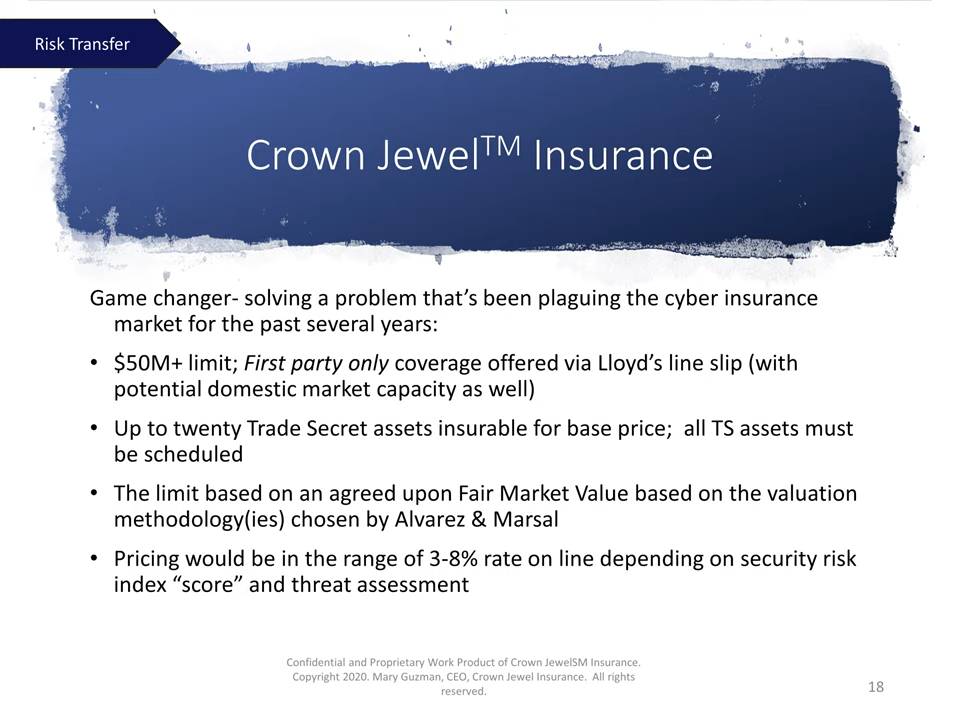 Risk Transfer
Crown JewelTM Insurance
Game changer- solving a problem that’s been plaguing the cyber insurance
market for the past several years:
• $50M+ limit; First party only coverage offered via Lloyd’s line slip (with
potential domestic market capacity as well)
• Up to twenty Trade Secret assets insurable for base price;  all TS assets must
be scheduled
• The limit based on an agreed upon Fair Market Value based on the valuation
methodology(ies) chosen by Alvarez & Marsal
• Pricing would be in the range of 3-8% rate on line depending on security risk
index “score” and threat assessment
Confidential and Proprietary Work Product of Crown JewelSM Insurance.
Copyright 2020. Mary Guzman, CEO, Crown Jewel Insurance.  All rights
reserved.
18